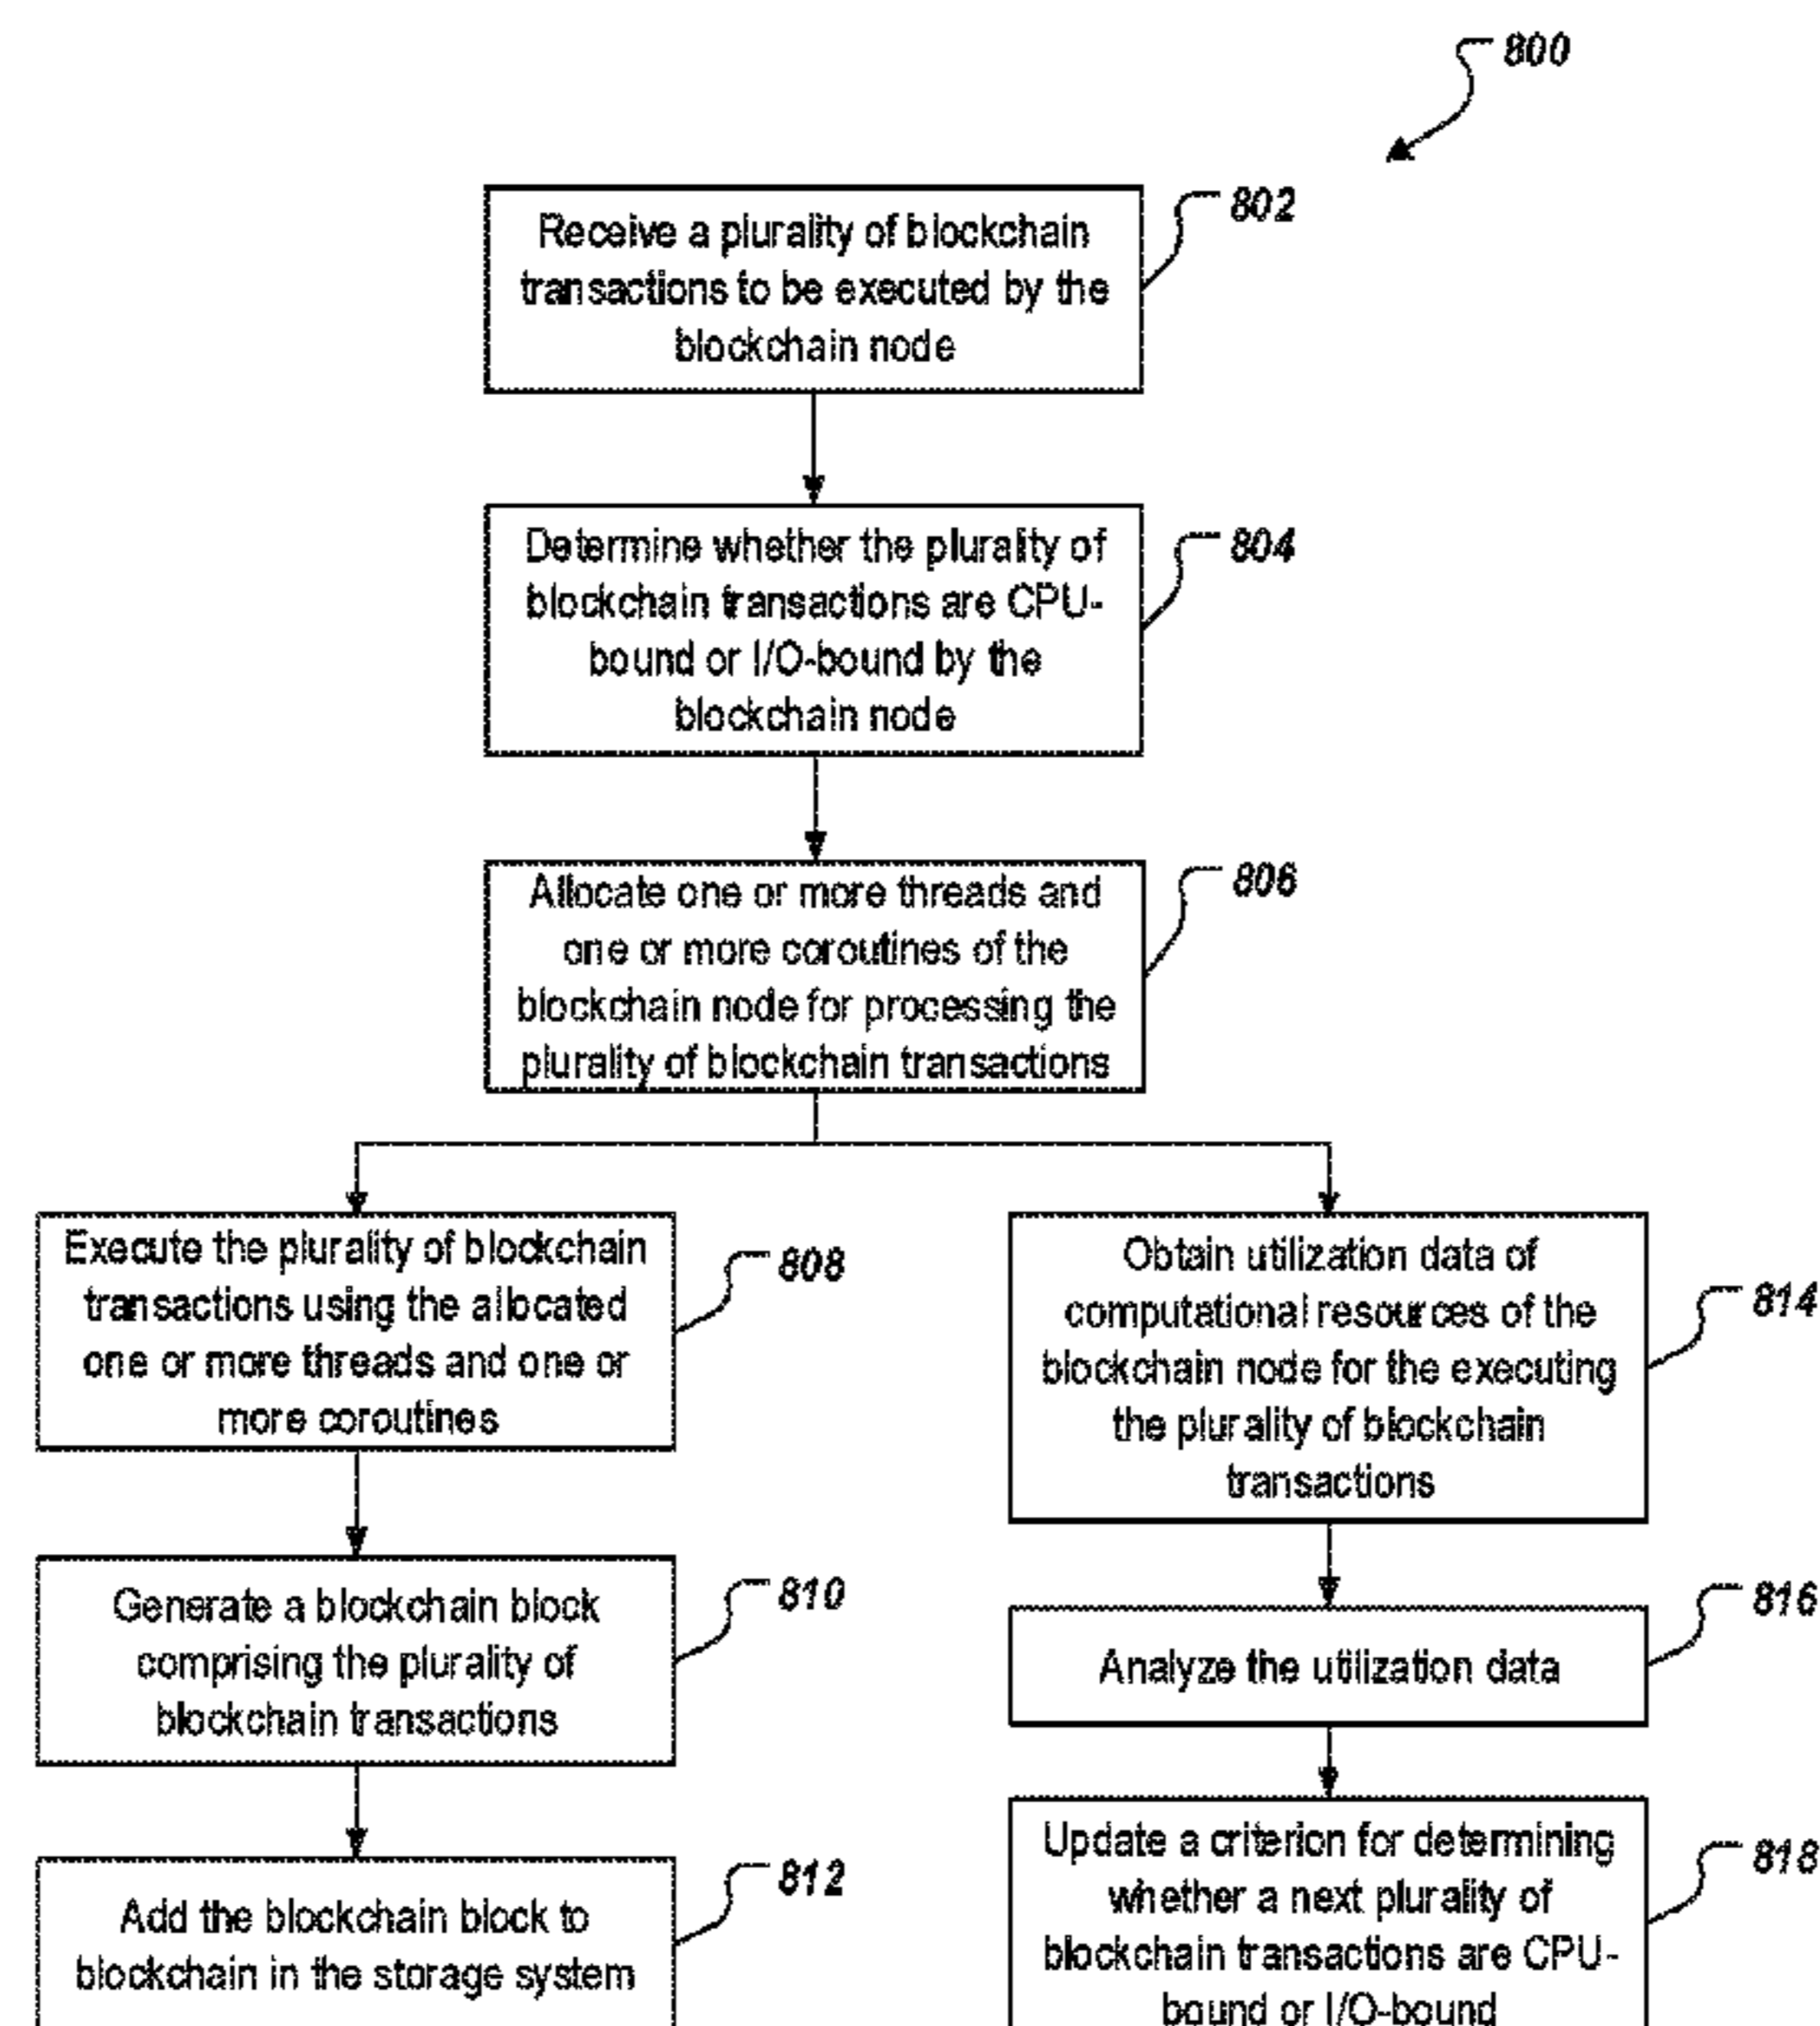 800
Receive a plurality of blockchain
transactions to be executed by the
blockchain node
802
Determine whether the plurality of
blockchain transactions are CPU-
bound or I/O-bound by the
blockchain node
804
Allocate one or more threads and
one or more coroutines of the
blockchain node for processing the
plurality of blockchain transactions
806
Execute the plurality of blockchain
transactions using the allocated
one or more threads and one or
more coroutines
808
Generate a blockchain block
comprising the plurality of
blockchain transactions
810
Add the blockchain block to
blockchain in the storage system
812
Obtain utilization data of
computational resources of the
blockchain node for the executing
the plurality of blockchain
transactions
814
Analyze the utilization data
816
Update a criterion for determining
whether a next plurality of
blockchain transactions are CPU-
bound or I/O-bound
818